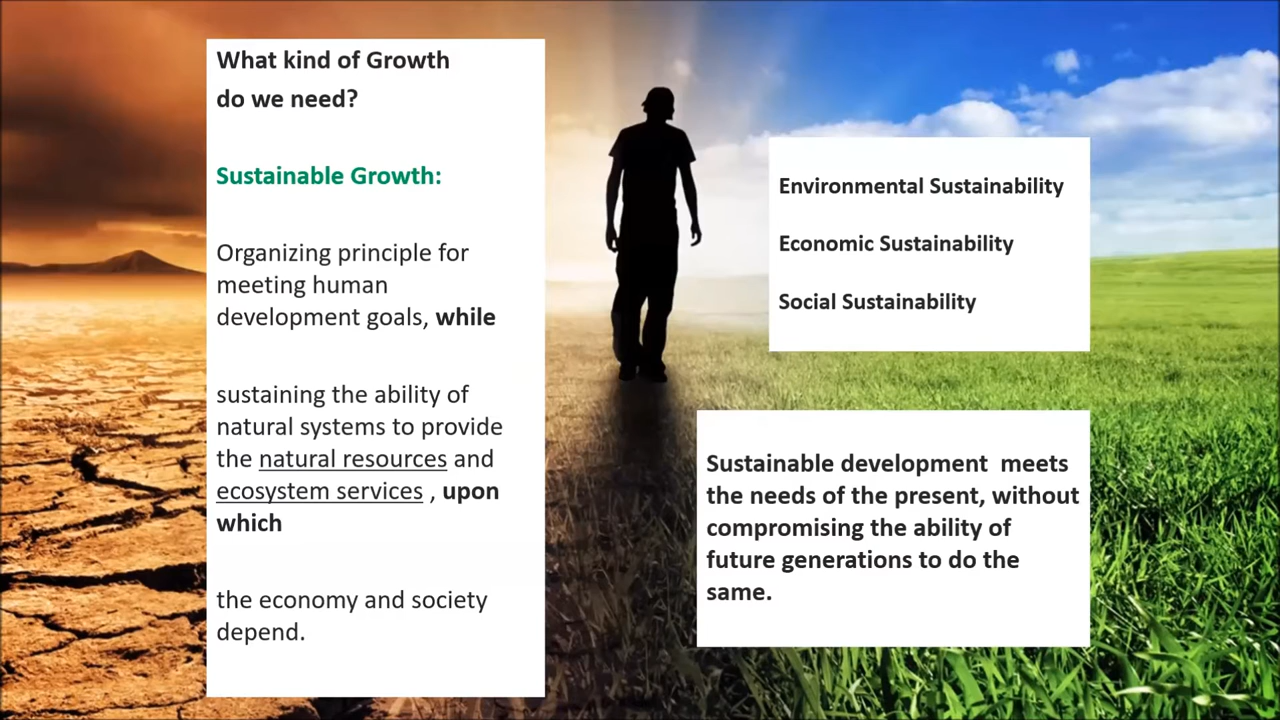 What kind of Growth
do we need?
Sustainable Growth:
Organizing principle for
meeting human
development goals, while
sustaining the ability of
natural systems to provide
the natural resources and
ecosystem services , upon
which
the economy and society
depend.
Environmental Sustainability
Economic Sustainability
Social Sustainability
Sustainable development  meets
the needs of the present, without
compromising the ability of
future generations to do the
same.